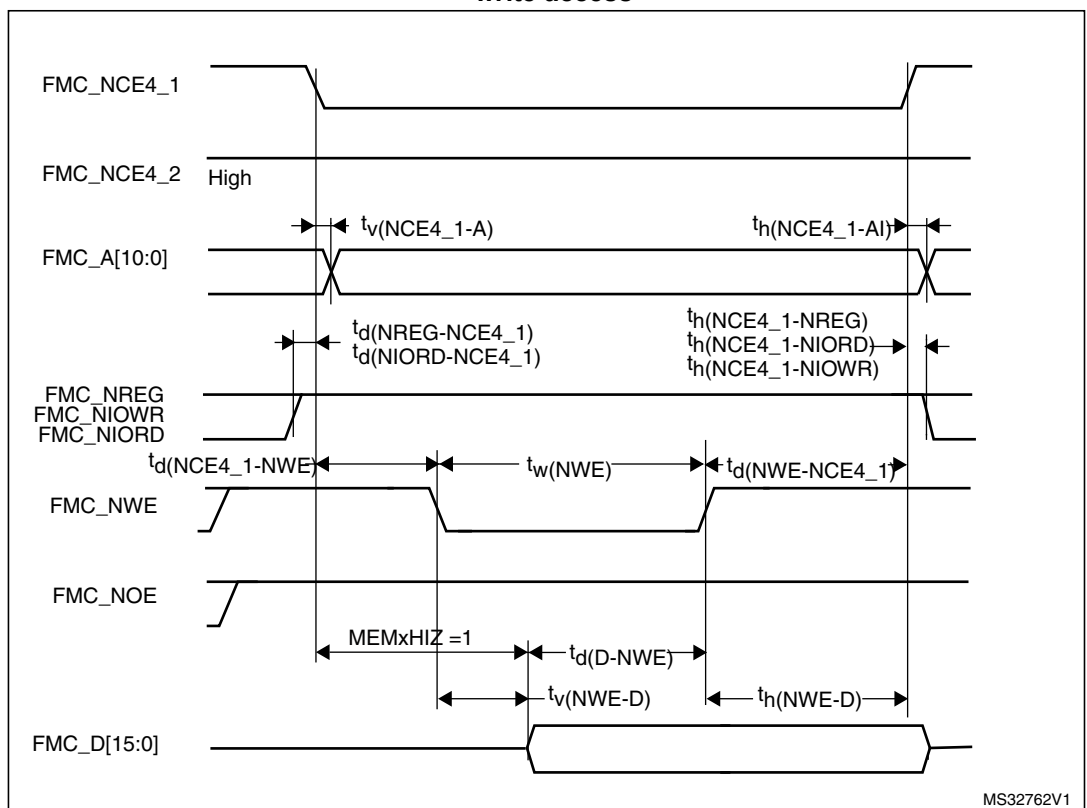 write access
FMC_NCE4_1
FMC_NCE4_2 High
tv(NCE4_1-A) th(NCE4_1-AI)
FMC_A[10:0]
td(NREG-NCE4_1)
td(NIORD-NCE4_1)
th(NCE4_1-NREG)
th(NCE4_1-NIORD)
th(NCE4_1-NIOWR)
FMC_NREG
FMC_NIOWR
FMC_NIORD
td(NCE4_1-NWE) tw(NWE) td(NWE-NCE4_1)
FMC_NWE
FMC_NOE
MEMxHIZ =1 td(D-NWE)
tv(NWE-D) th(NWE-D)
FMC_D[15:0]
MS32762V1